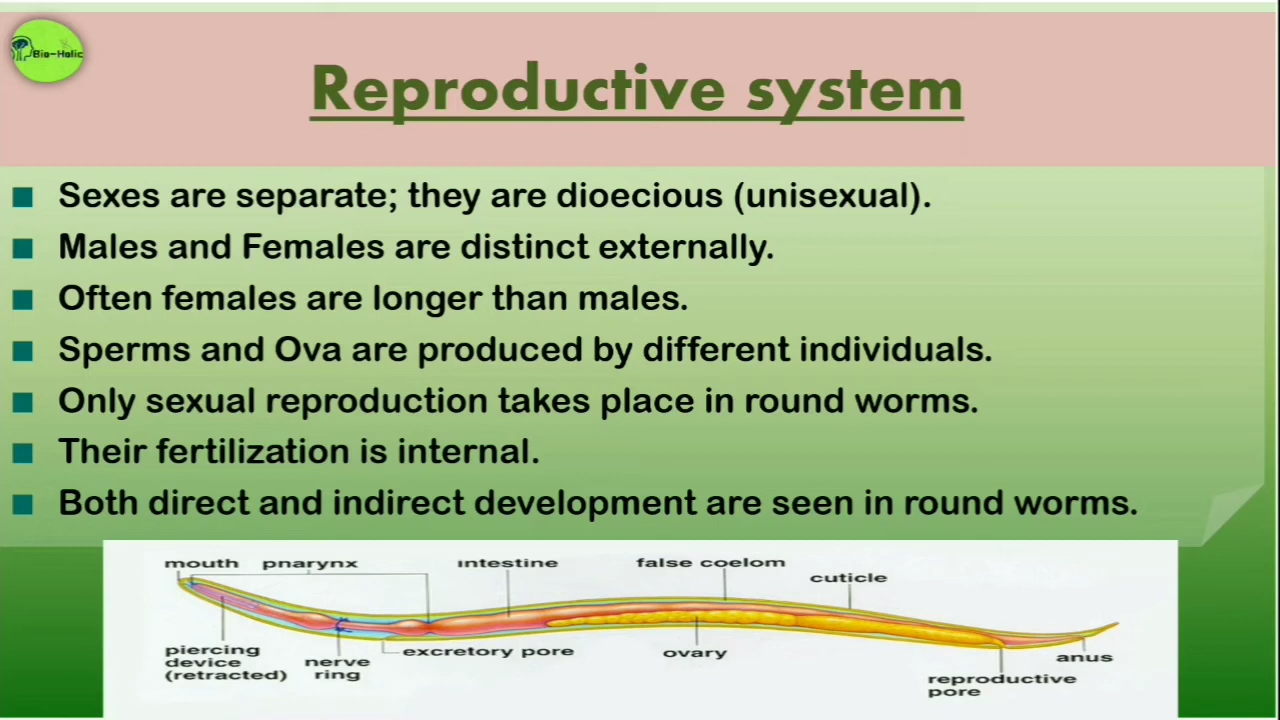 Bio-Holic
Reproductive system
Sexes are separate; they are dioecious (unisexual).
Males and Females are distinct externally.
Often females are longer than males.
Sperms and Ova are produced by different individuals.
Only sexual reproduction takes place in round worms.
Their fertilization is internal.
Both direct and indirect development are seen in round worms.
mouth pharynx intestine false coelom cuticle
piercing device (retracted)
nerve ring
excretory pore
ovary
reproductive pore
anus